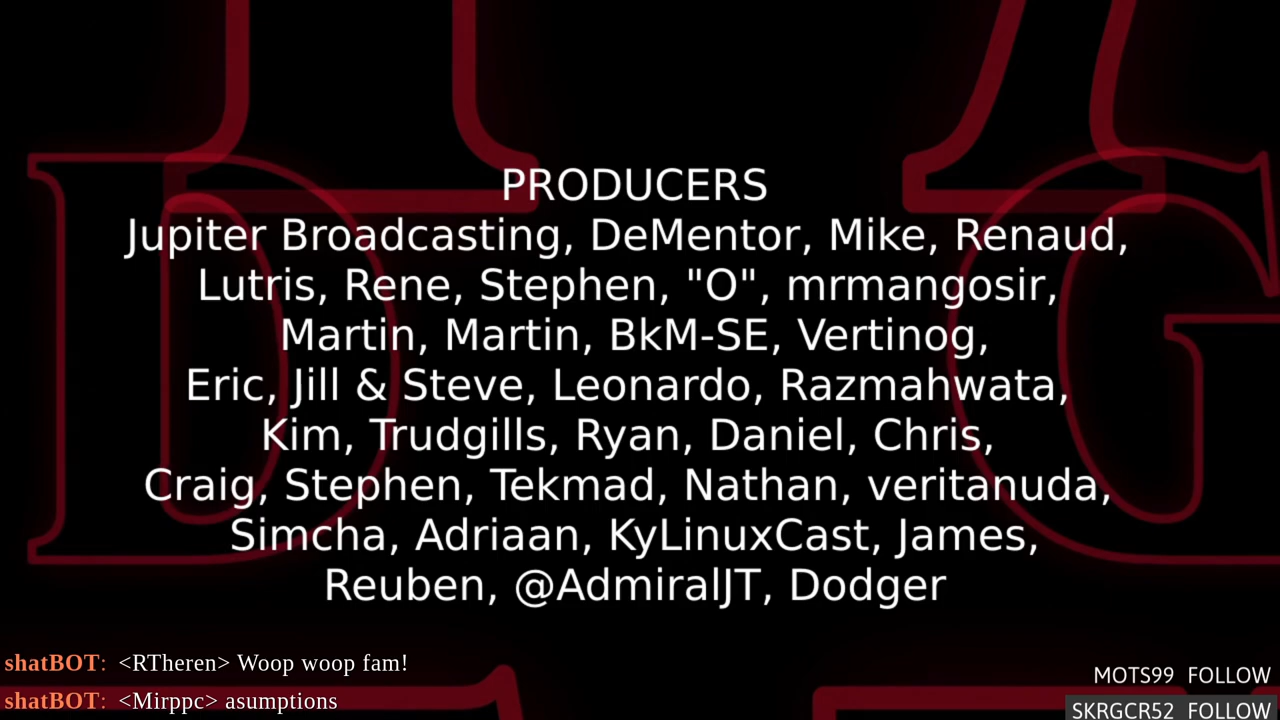 PRODUCERS
Jupiter Broadcasting, DeMentor, Mike, Renaud,
Lutris, Rene, Stephen, "O", mrmangosir,
Martin, Martin, BkM-SE, Vertinog,
Eric, Jill & Steve, Leonardo, Razmahwata,
Kim, Trudgills, Ryan, Daniel, Chris,
Craig, Stephen, Tekmad, Nathan, veritanuda,
Simcha, Adriaan, KyLinuxCast, James,
Reuben, @AdmiralJT, Dodger
shatBOT: <RTheren> Woop woop fam!
shatBOT: <Mirppc> asumptions
MOTS99 FOLLOW
SKRGCR52 FOLLOW